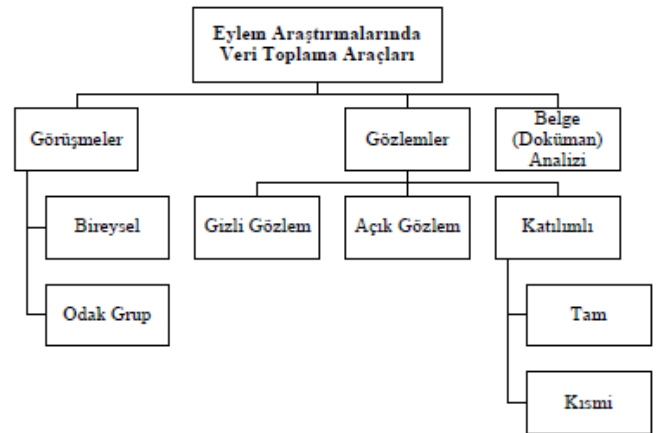 Eylem Araştırmalarında
Veri Toplama Araçları
Görüşmeler
Gözlemler
Belge
(Doküman)
Analizi
Bireysel
Gizli Gözlem
Açık Gözlem
Katılımlı
Odak Grup
Tam
Kısmi